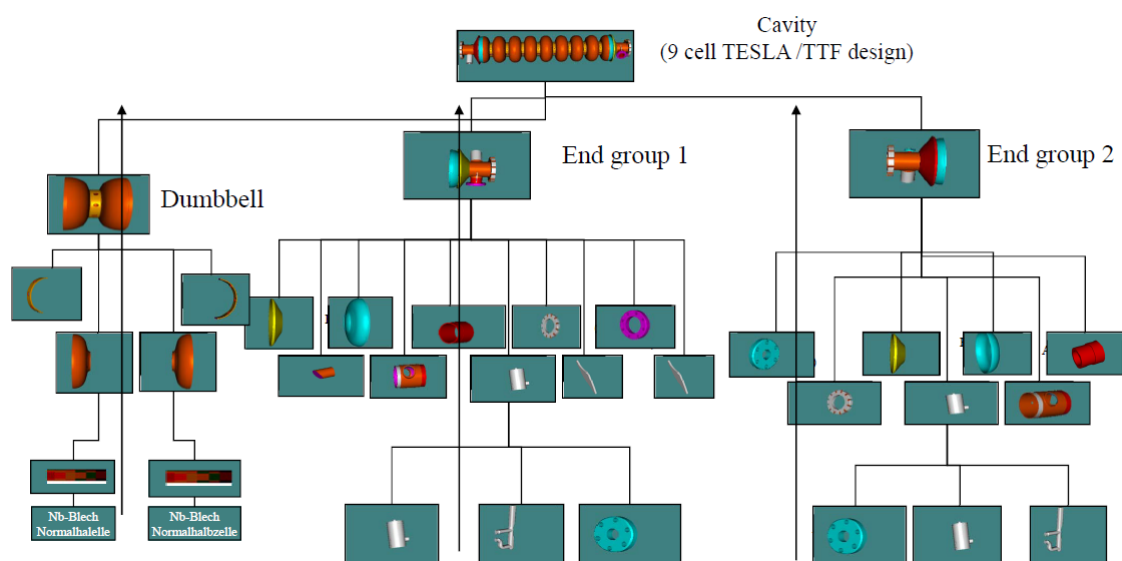 Cavity
(9 cell TESLA /TTF design)
End group 1
End group 2
Dumbbell
Nb-Blech
Normalhalelle
Nb-Blech
Normalhalbzelle